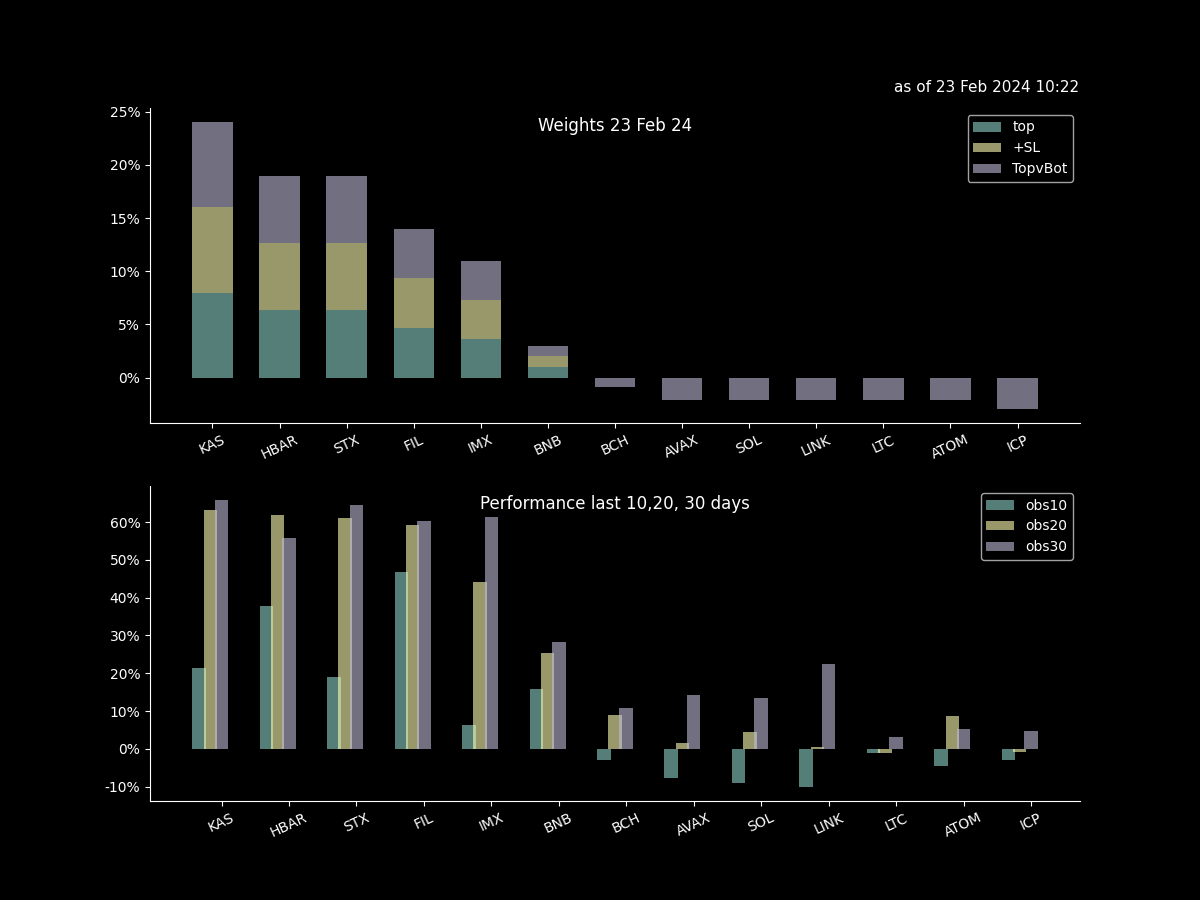 as of 23 Feb 2024 10:22
Weights 23 Feb 24
top
+SL
TopvBot
25%
20%
15%
10%
5%
0%
KAS HBAR STX FIL IMX BNB BCH AVAX SOL LINK LTC ATOM ICP
Performance last 10,20, 30 days
obs10
obs20
obs30
60%
50%
40%
30%
20%
10%
0%
-10%
KAS HBAR STX FIL IMX BNB BCH AVAX SOL LINK LTC ATOM ICP